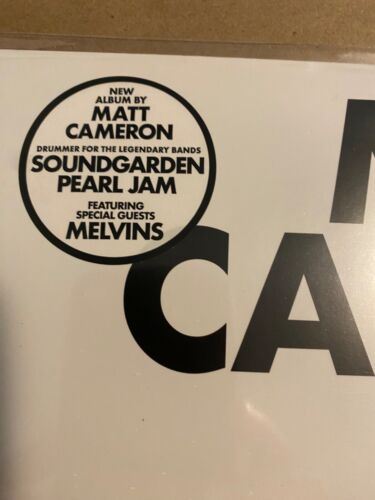 NEW
ALBUM BY
MATT
CAMERON
DRUMMER FOR THE LEGENDARY BANDS
SOUNDGARDEN
PEARL JAM
FEATURING
SPECIAL GUESTS
MELVINS
M
CA